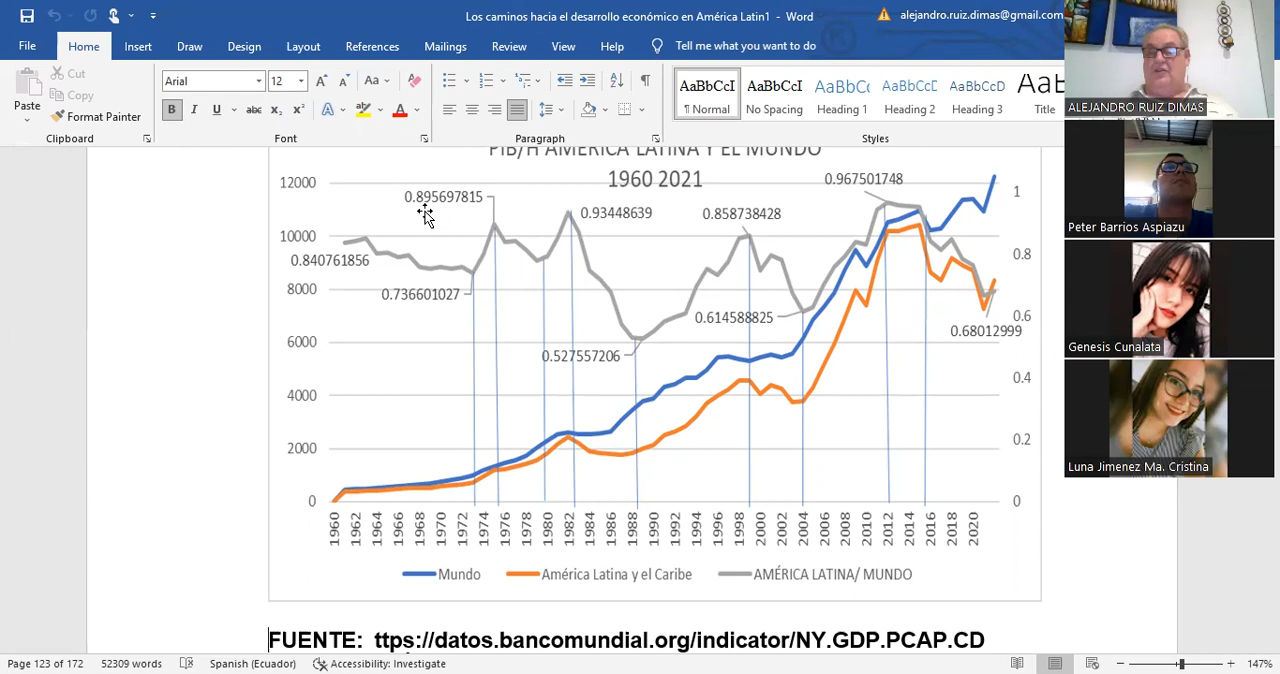 Los caminos hacia el desarrollo económico en América Latin1 - Word
alejandro.ruiz.dimas@gmail.com
File Home Insert Draw Design Layout References Mailings Review View Help Tell me what you want to do
Paste
Cut
Copy
Format Painter
Clipboard
Arial 12
Aa
B I U abc x₂ x² A A
Font
Paragraph
AaBbCcI AaBbCcI AaBbCc AaBbCcD AaBbCcD AaB
¶ Normal No Spacing Heading 1 Heading 2 Heading 3 Title
Styles
ALEJANDRO RUIZ DIMAS
Peter Barrios Aspiazu
Genesis Cunalata
Luna Jimenez Ma. Cristina
PIB/H AMERICA LATINA Y EL MUNDO
1960 2021
12000
10000
8000
6000
4000
2000
0
1
0.8
0.6
0.4
0.2
0
0.840761856
0.736601027
0.895697815
0.93448639
0.527557206
0.858738428
0.614588825
0.967501748
0.68012999
1960 1962 1964 1966 1968 1970 1972 1974 1976 1978 1980 1982 1984 1986 1988 1990 1992 1994 1996 1998 2000 2002 2004 2006 2008 2010 2012 2014 2016 2018 2020
Mundo América Latina y el Caribe AMÉRICA LATINA/ MUNDO
FUENTE: ttps://datos.bancomundial.org/indicator/NY.GDP.PCAP.CD
Page 123 of 172 52309 words Spanish (Ecuador) Accessibility: Investigate 147%